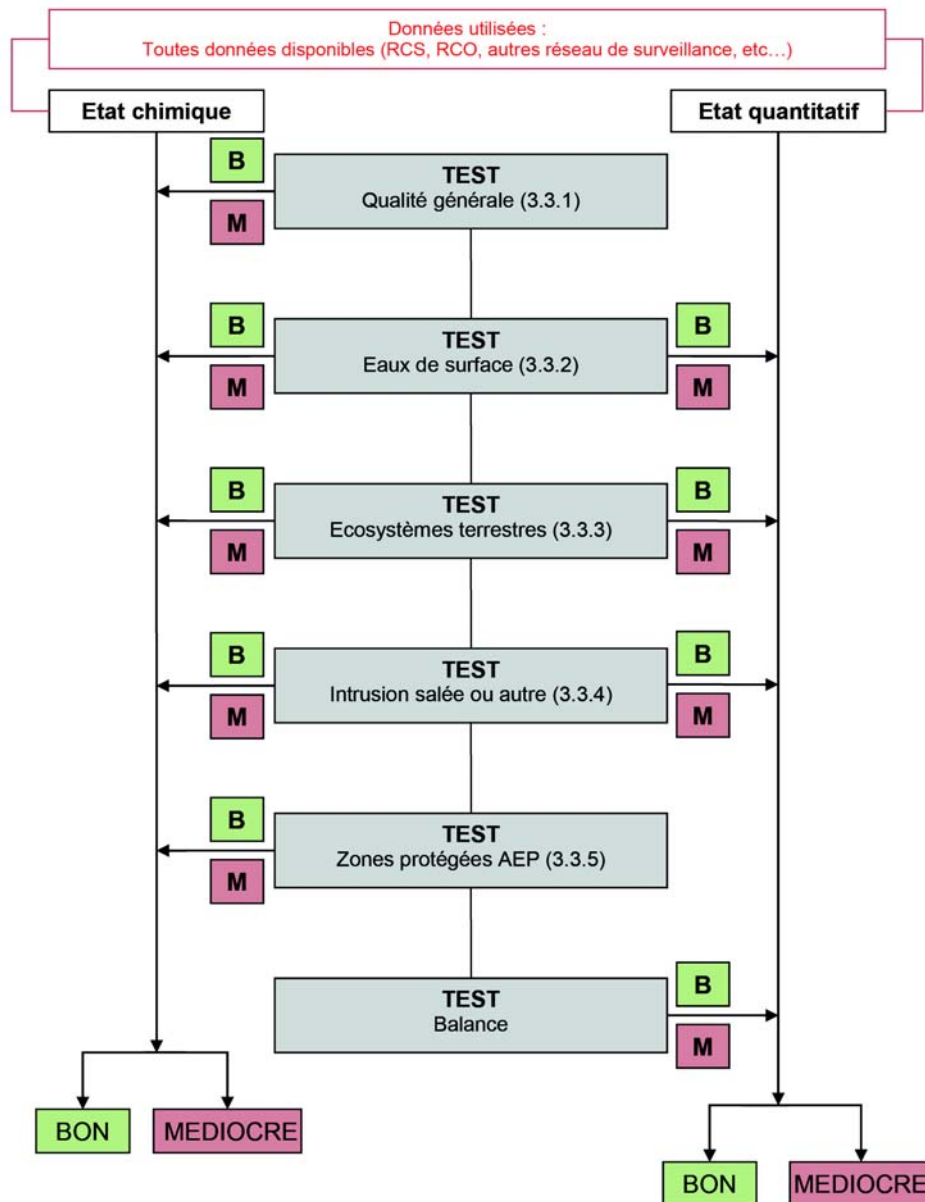 Données utilisées :
Toutes données disponibles (RCS, RCO, autres réseau de surveillance, etc…)
Etat chimique
Etat quantitatif
B
TEST
Qualité générale (3.3.1)
M
B
TEST
Eaux de surface (3.3.2)
B
M
M
B
TEST
Ecosystèmes terrestres (3.3.3)
B
M
M
B
TEST
Intrusion salée ou autre (3.3.4)
B
M
M
B
TEST
Zones protégées AEP (3.3.5)
M
TEST
Balance
B
M
BON
MEDIOCRE
BON
MEDIOCRE